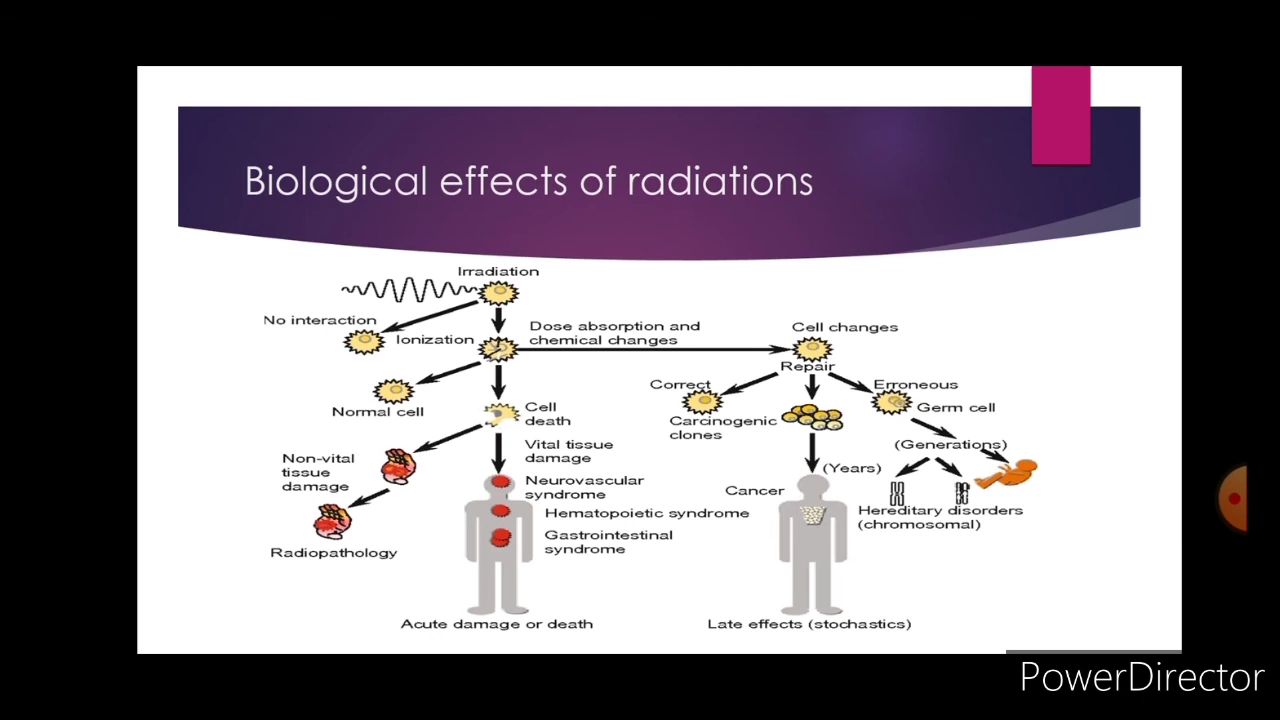 Biological effects of radiations
Irradiation
No interaction
Ionization
Dose absorption and
chemical changes
Cell changes
Repair
Normal cell
Cell
death
Correct
Erroneous
Carcinogenic
clones
Germ cell
Non-vital
tissue
damage
Vital tissue
damage
(Generations)
Neurovascular
syndrome
Cancer
(Years)
Hematopoietic syndrome
Hereditary disorders
(chromosomal)
Radiopathology
Gastrointestinal
syndrome
Acute damage or death
Late effects (stochastics)
PowerDirector